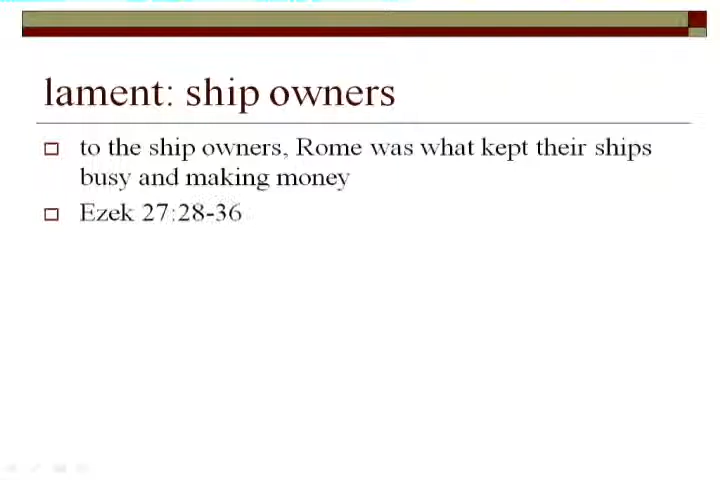 lament: ship owners
to the ship owners, Rome was what kept their ships
busy and making money
Ezek 27:28-36